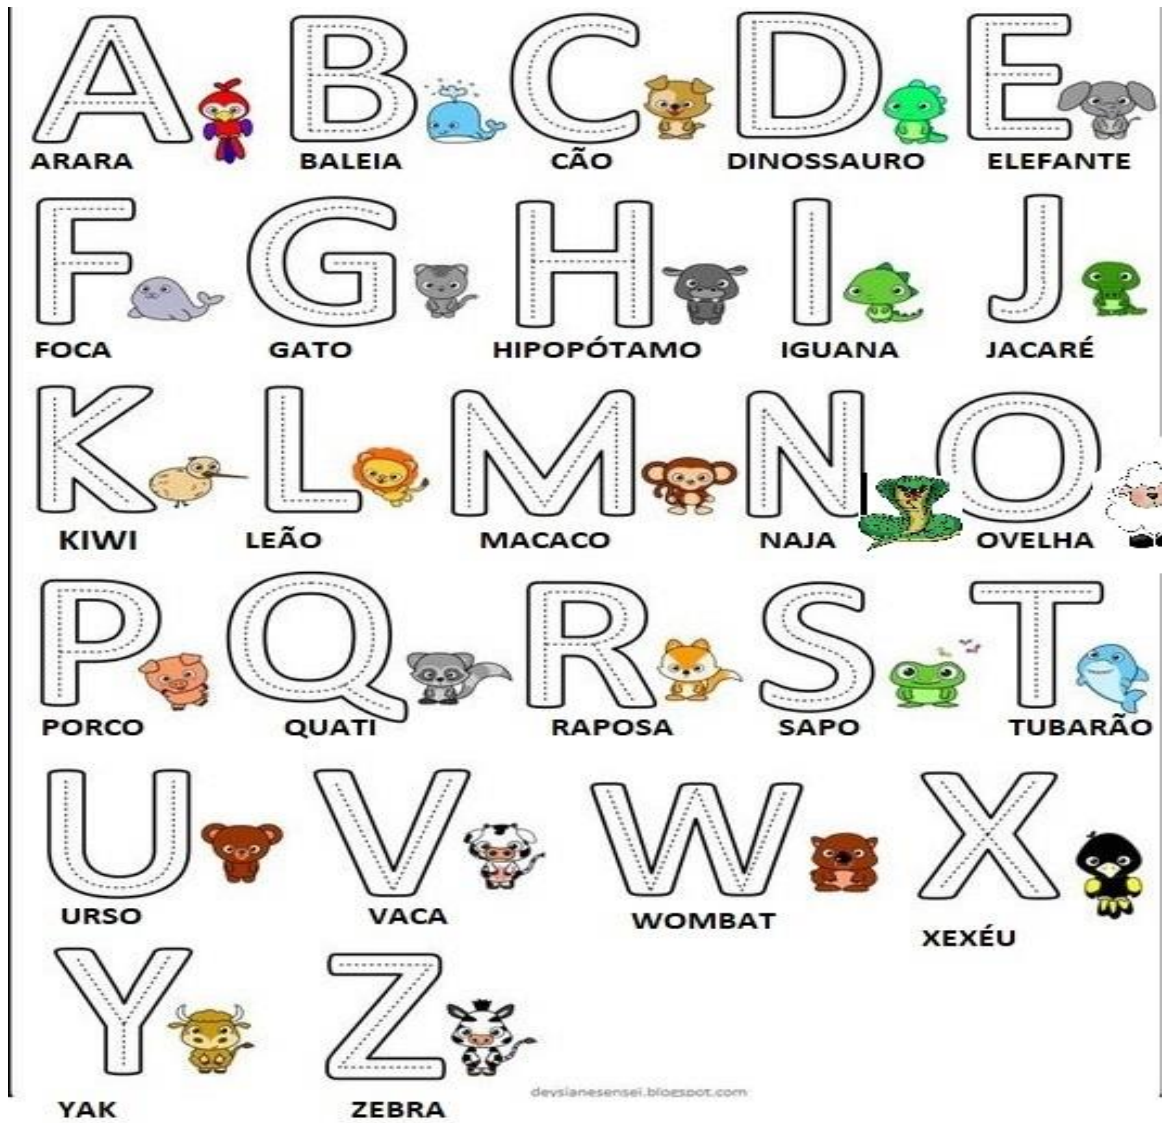 A B C D E
ARARA BALEIA CÃO DINOSSAURO ELEFANTE
F G H I J
FOCA GATO HIPOPÓTAMO IGUANA JACARÉ
K L M N O
KIWI LEÃO MACACO NAJA OVELHA
P Q R S T
PORCO QUATI RAPOSA SAPO TUBARÃO
U V W X
URSO VACA WOMBAT XEXÉU
Y Z
deysianesensei.blogspot.com
YAK ZEBRA